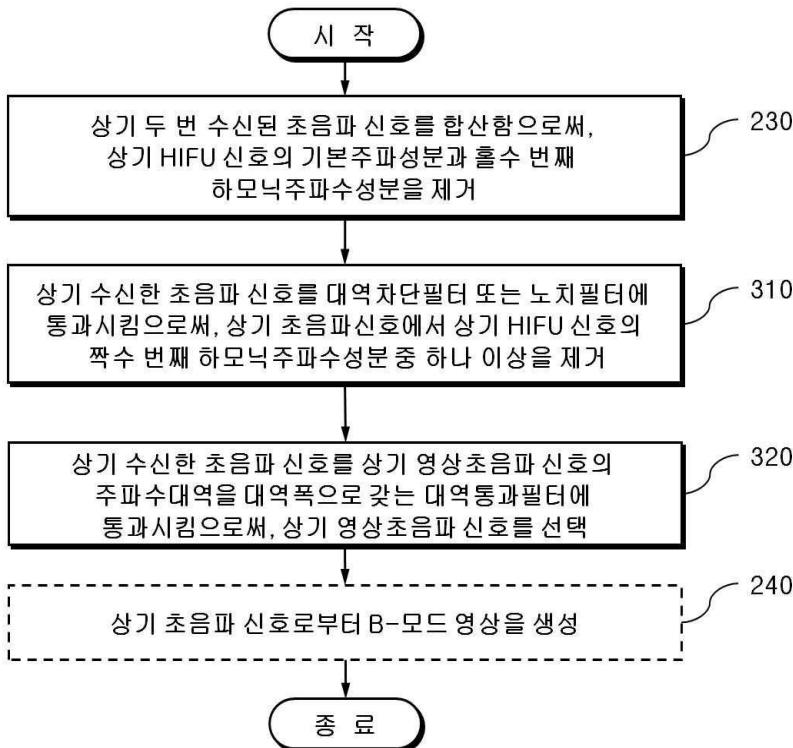 시 작
상기 두 번 수신된 초음파 신호를 합산함으로써,
상기 HIFU 신호의 기본주파성분과 홀수 번째
하모닉주파수성분을 제거
230
상기 수신한 초음파 신호를 대역차단필터 또는 노치필터에
통과시킴으로써, 상기 초음파신호에서 상기 HIFU 신호의
짝수 번째 하모닉주파수성분 중 하나 이상을 제거
310
상기 수신한 초음파 신호를 상기 영상초음파 신호의
주파수대역을 대역폭으로 갖는 대역통과필터에
통과시킴으로써, 상기 영상초음파 신호를 선택
320
상기 초음파 신호로부터 B-모드 영상을 생성
240
종 료